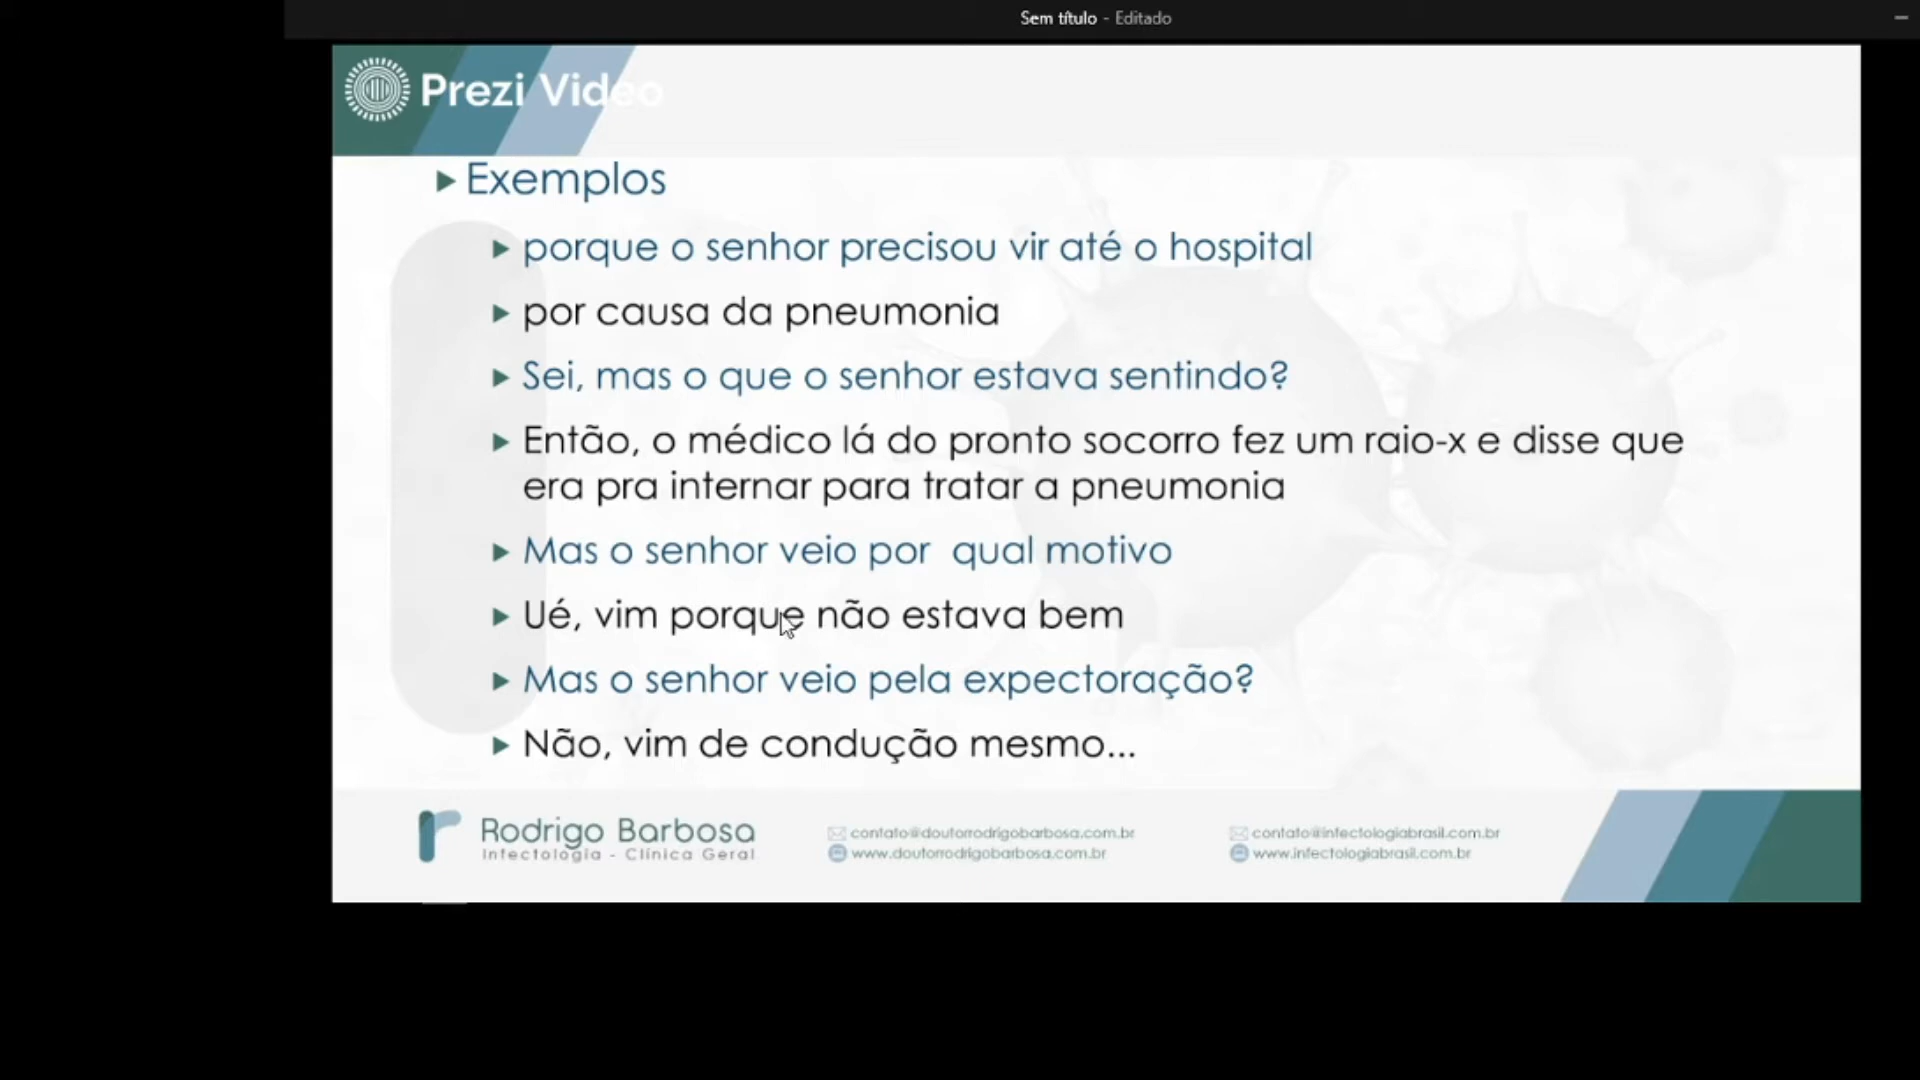 Sem título - Editado
Prezi Video
Exemplos
porque o senhor precisou vir até o hospital
por causa da pneumonia
Sei, mas o que o senhor estava sentindo?
Então, o médico lá do pronto socorro fez um raio-x e disse que
era pra internar para tratar a pneumonia
Mas o senhor veio por qual motivo
Ué, vim porque não estava bem
Mas o senhor veio pela expectoração?
Não, vim de condução mesmo...
Rodrigo Barbosa
Infectologia - Clínica Geral
contato@doutorrodrigobarbosa.com.br
www.doutorrodrigobarbosa.com.br
contato@infectologiabrasil.com.br
www.infectologiabrasil.com.br